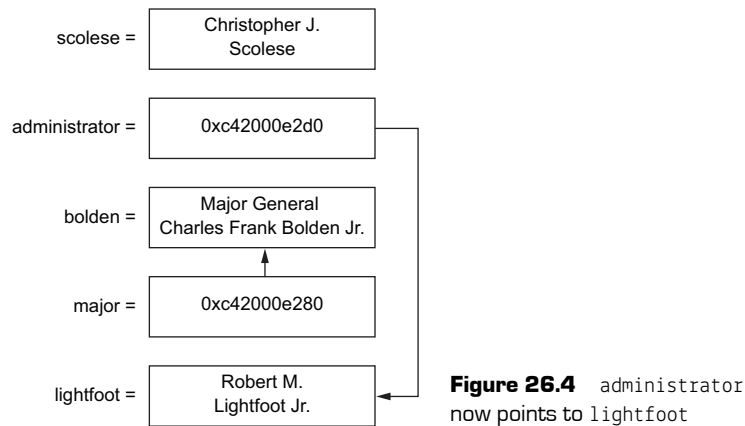 scolese =
Christopher J.
Scolese
administrator =
0xc42000e2d0
bolden =
Major General
Charles Frank Bolden Jr.
major =
0xc42000e280
lightfoot =
Robert M.
Lightfoot Jr.
Figure 26.4 administrator
now points to lightfoot